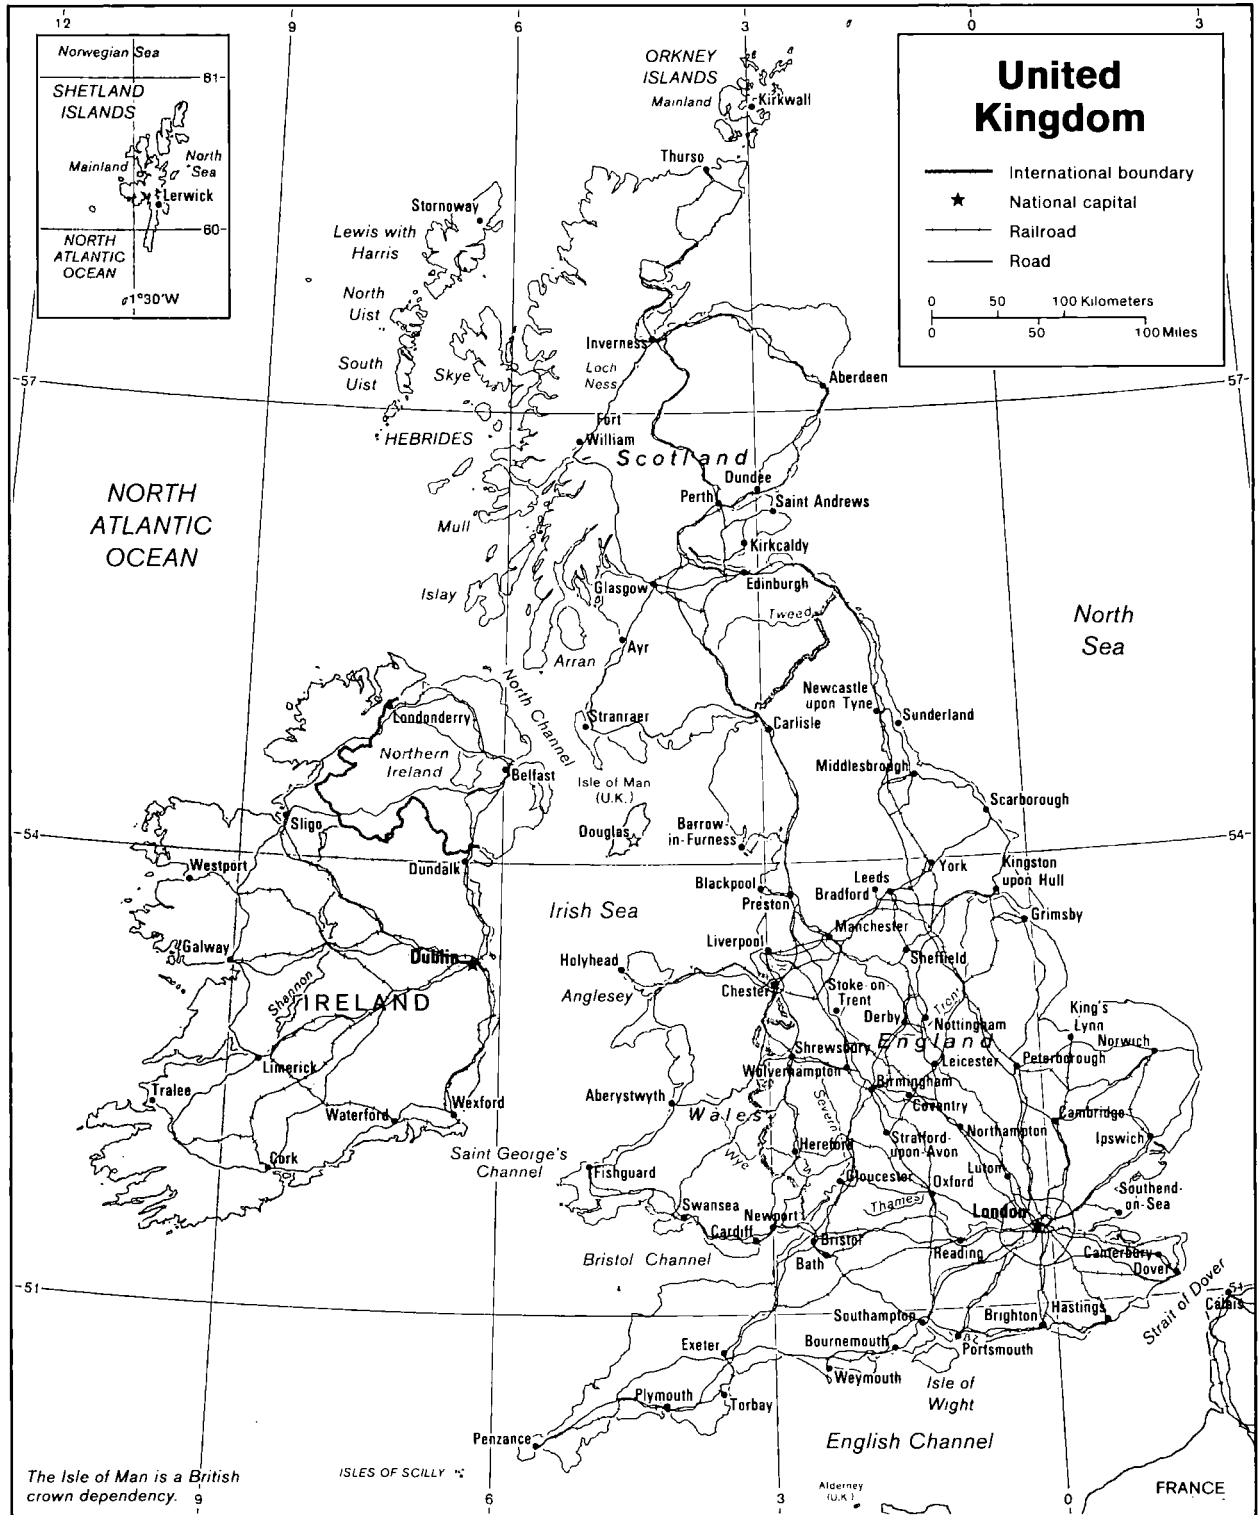 12
9
6
3
0
3
Norwegian Sea
61
SHETLAND
ISLANDS
Mainland
North
Sea
Lerwick
60
NORTH
ATLANTIC
OCEAN
1°30'W
ORKNEY
ISLANDS
Mainland
Kirkwall
United
Kingdom
International boundary
National capital
Railroad
Road
0 50 100 Kilometers
0 50 100 Miles
Thurso
Stornoway
Lewis with
Harris
North
Uist
South
Uist
Skye
HEBRIDES
Inverness
Loch
Ness
Aberdeen
57
57
Fort
William
Scotland
Dundee
Perth
Saint Andrews
Kirkcaldy
NORTH
ATLANTIC
OCEAN
Mull
Islay
Glasgow
Edinburgh
Tweed
North
Sea
Arran
Ayr
North Channel
Londonderry
Northern
Ireland
Belfast
Stranraer
Carlisle
Newcastle
upon Tyne
Sunderland
Middlesbrough
Isle of Man
(U.K.)
Douglas
Barrow-
in-Furness
Scarborough
Sligo
54
54
Westport
Dundalk
Blackpool
Preston
Leeds
Bradford
York
Kingston
upon Hull
Grimsby
Irish Sea
Galway
Dublin
Manchester
Liverpool
Sheffield
Holyhead
Anglesey
Chester
Stoke-on
Trent
Derby
Trent
Nottingham
King's
Lynn
Norwich
Shannon
IRELAND
England
Limerick
Shrewsbury
Wolverhampton
Leicester
Peterborough
Birmingham
Coventry
Tralee
Waterford
Wexford
Aberystwyth
Wales
Severn
Cambridge
Northampton
Ipswich
Cork
Saint George's
Channel
Wye
Hereford
Stratford-
upon-Avon
Fishguard
Gloucester
Luton
Oxford
Southend-
on-Sea
Swansea
Newport
Thames
London
Cardiff
Bristol
Bath
Reading
Canterbury
Dover
Bristol Channel
51
51
Strait of Dover
Calais
Southampton
Brighton
Hastings
Exeter
Bournemouth
Portsmouth
Weymouth
Isle of
Wight
Plymouth
Torbay
Penzance
English Channel
The Isle of Man is a British
crown dependency.
ISLES OF SCILLY
Alderney
(U.K.)
FRANCE
9
6
3
0